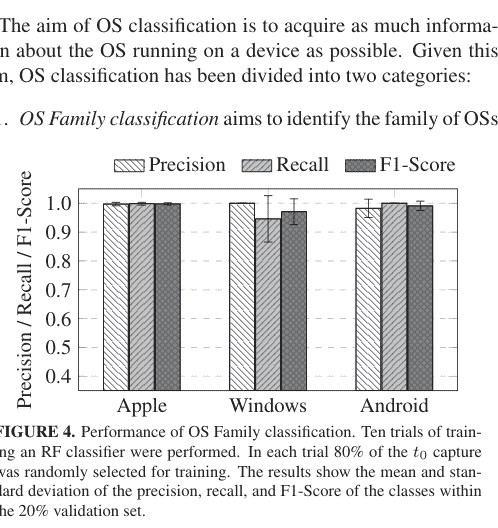 The aim of OS classification is to acquire as much informa-
n about the OS running on a device as possible. Given this
m, OS classification has been divided into two categories:
. OS Family classification aims to identify the family of OSs
Precision Recall F1-Score
Precision / Recall / F1-Score
1.0
0.9
0.8
0.7
0.6
0.5
0.4
Apple Windows Android
FIGURE 4. Performance of OS Family classification. Ten trials of train-
ing an RF classifier were performed. In each trial 80% of the t0 capture
was randomly selected for training. The results show the mean and stan-
dard deviation of the precision, recall, and F1-Score of the classes within
he 20% validation set.